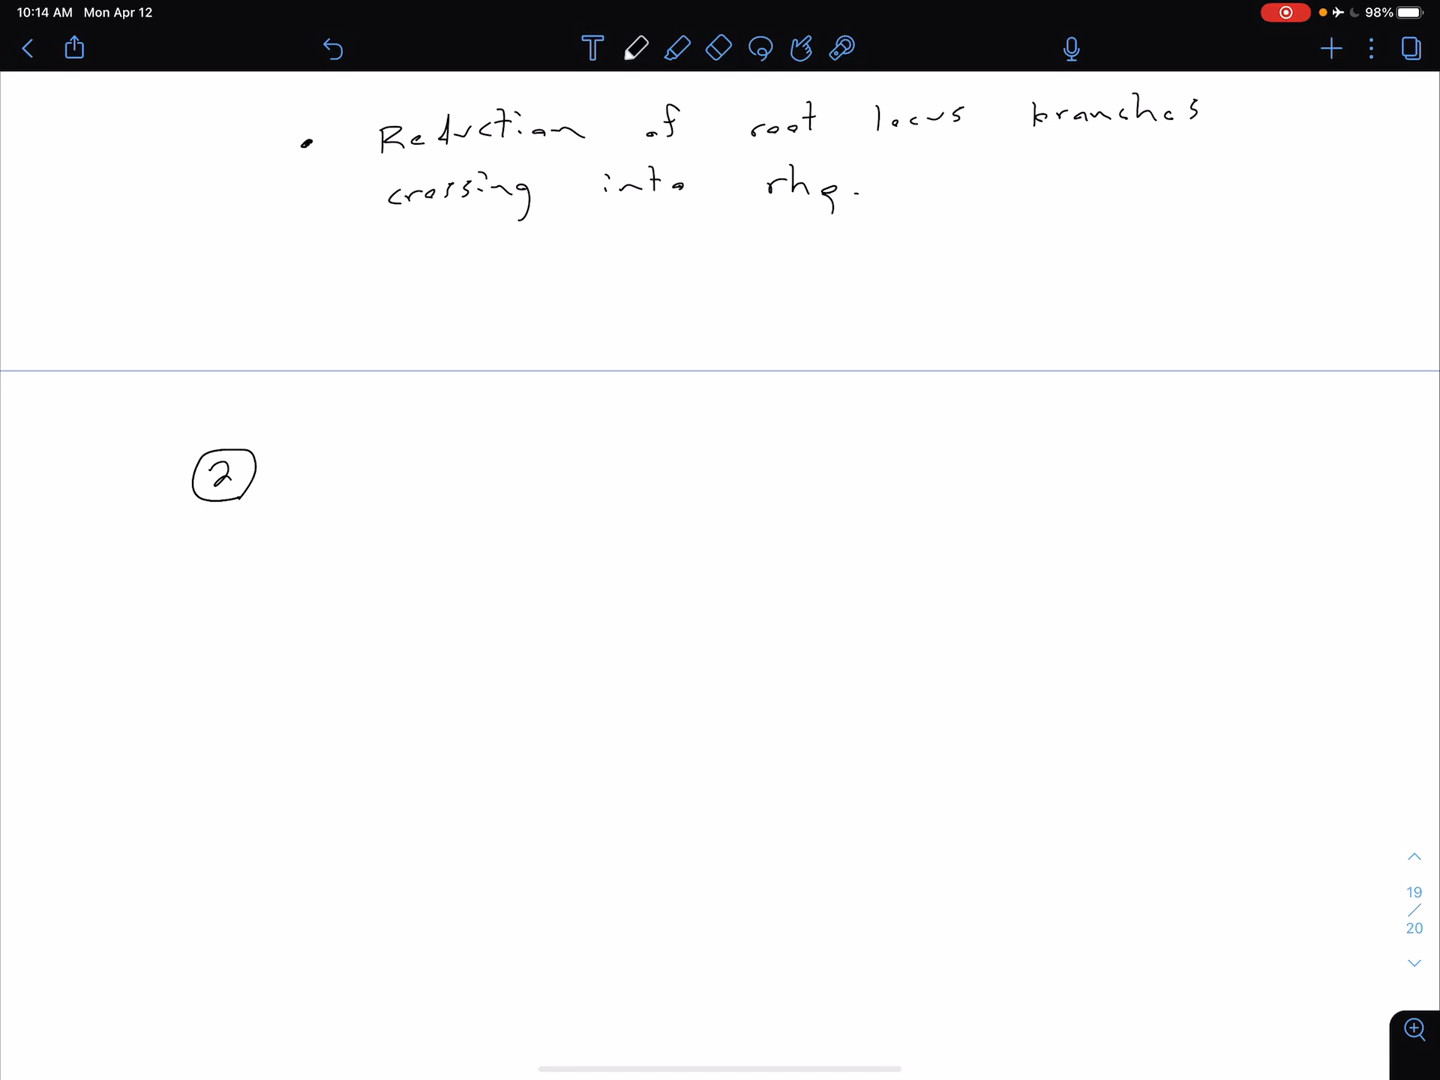 10:14 AM Mon Apr 12
98%
T
• Reduction of root locus branches
crossing into rhp.
2
19
/
20